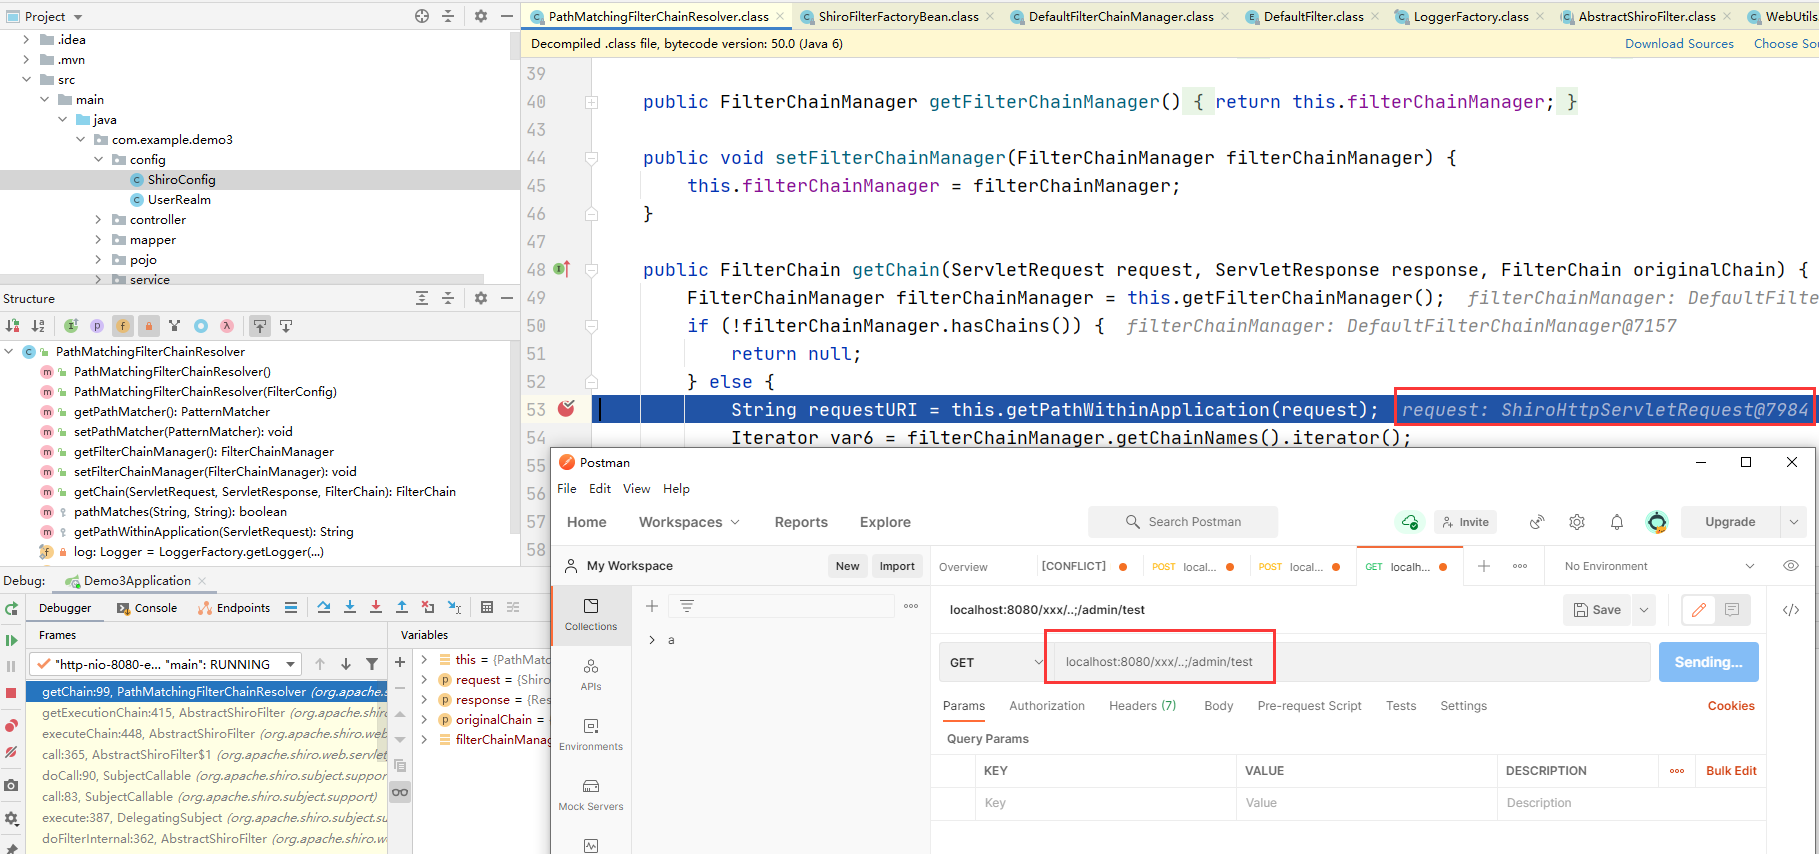 Project
PathMatchingFilterChainResolver.class
ShiroFilterFactoryBean.class
DefaultFilterChainManager.class
DefaultFilter.class
LoggerFactory.class
AbstractShiroFilter.class
WebUtils.
Decompiled .class file, bytecode version: 50.0 (Java 6)
Download Sources
Choose Sou
.idea
.mvn
src
main
java
com.example.demo3
config
ShiroConfig
UserRealm
controller
mapper
pojo
service
39
40 public FilterChainManager getFilterChainManager() { return this.filterChainManager; }
43
44 public void setFilterChainManager(FilterChainManager filterChainManager) {
45 this.filterChainManager = filterChainManager;
46 }
47
48 public FilterChain getChain(ServletRequest request, ServletResponse response, FilterChain originalChain) {
49 FilterChainManager filterChainManager = this.getFilterChainManager(); filterChainManager: DefaultFilte
50 if (!filterChainManager.hasChains()) { filterChainManager: DefaultFilterChainManager@7157
51 return null;
52 } else {
53 String requestURI = this.getPathWithinApplication(request); request: ShiroHttpServletRequest@7984
54 Iterator var6 = filterChainManager.getChainNames().iterator();
55
56
57
58
Structure
PathMatchingFilterChainResolver
PathMatchingFilterChainResolver()
PathMatchingFilterChainResolver(FilterConfig)
getPathMatcher(): PatternMatcher
setPathMatcher(PatternMatcher): void
getFilterChainManager(): FilterChainManager
setFilterChainManager(FilterChainManager): void
getChain(ServletRequest, ServletResponse, FilterChain): FilterChain
pathMatches(String, String): boolean
getPathWithinApplication(ServletRequest): String
log: Logger = LoggerFactory.getLogger(...)
Debug: Demo3Application
Debugger Console Endpoints
Frames
Variables
"http-nio-8080-e... "main": RUNNING
getChain:99, PathMatchingFilterChainResolver (org.apache.s
getExecutionChain:415, AbstractShiroFilter (org.apache.shiro
executeChain:448, AbstractShiroFilter (org.apache.shiro.web
call:365, AbstractShiroFilter$1 (org.apache.shiro.web.servlet
doCall:90, SubjectCallable (org.apache.shiro.subject.suppor
call:83, SubjectCallable (org.apache.shiro.subject.support)
execute:387, DelegatingSubject (org.apache.shiro.subject.su
doFilterInternal:362, AbstractShiroFilter (org.apache.shiro.we
this = {PathMatc
request = {Shiro
response = {Res
originalChain =
filterChainManag
Postman
File Edit View Help
Home Workspaces Reports Explore
Search Postman
Invite
Upgrade
My Workspace
New
Import
Overview
[CONFLICT]
POST local...
POST local...
GET localh...
No Environment
Collections
APIs
Environments
Mock Servers
a
localhost:8080/xxx/..;/admin/test
Save
GET
localhost:8080/xxx/..;/admin/test
Sending...
Params Authorization Headers (7) Body Pre-request Script Tests Settings
Cookies
Query Params
KEY VALUE DESCRIPTION
Bulk Edit
Key Value Description